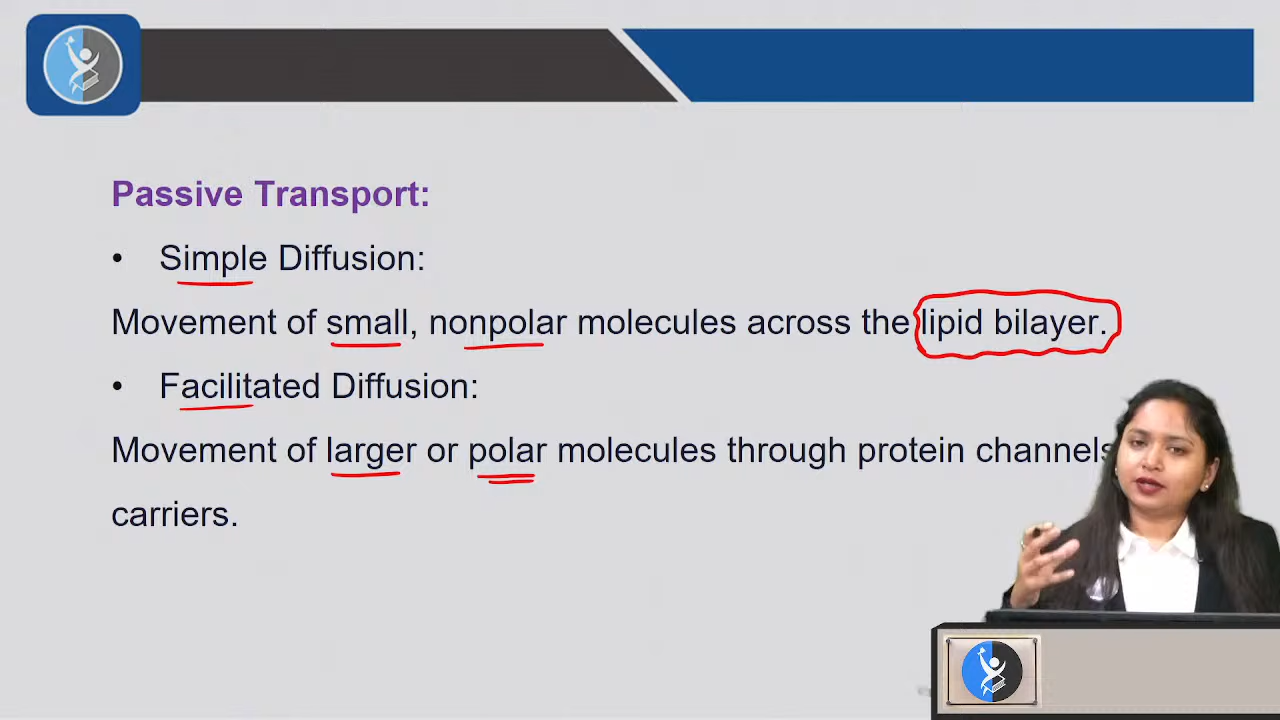 Passive Transport:
• Simple Diffusion:
Movement of small, nonpolar molecules across the lipid bilayer.
• Facilitated Diffusion:
Movement of larger or polar molecules through protein channels
carriers.